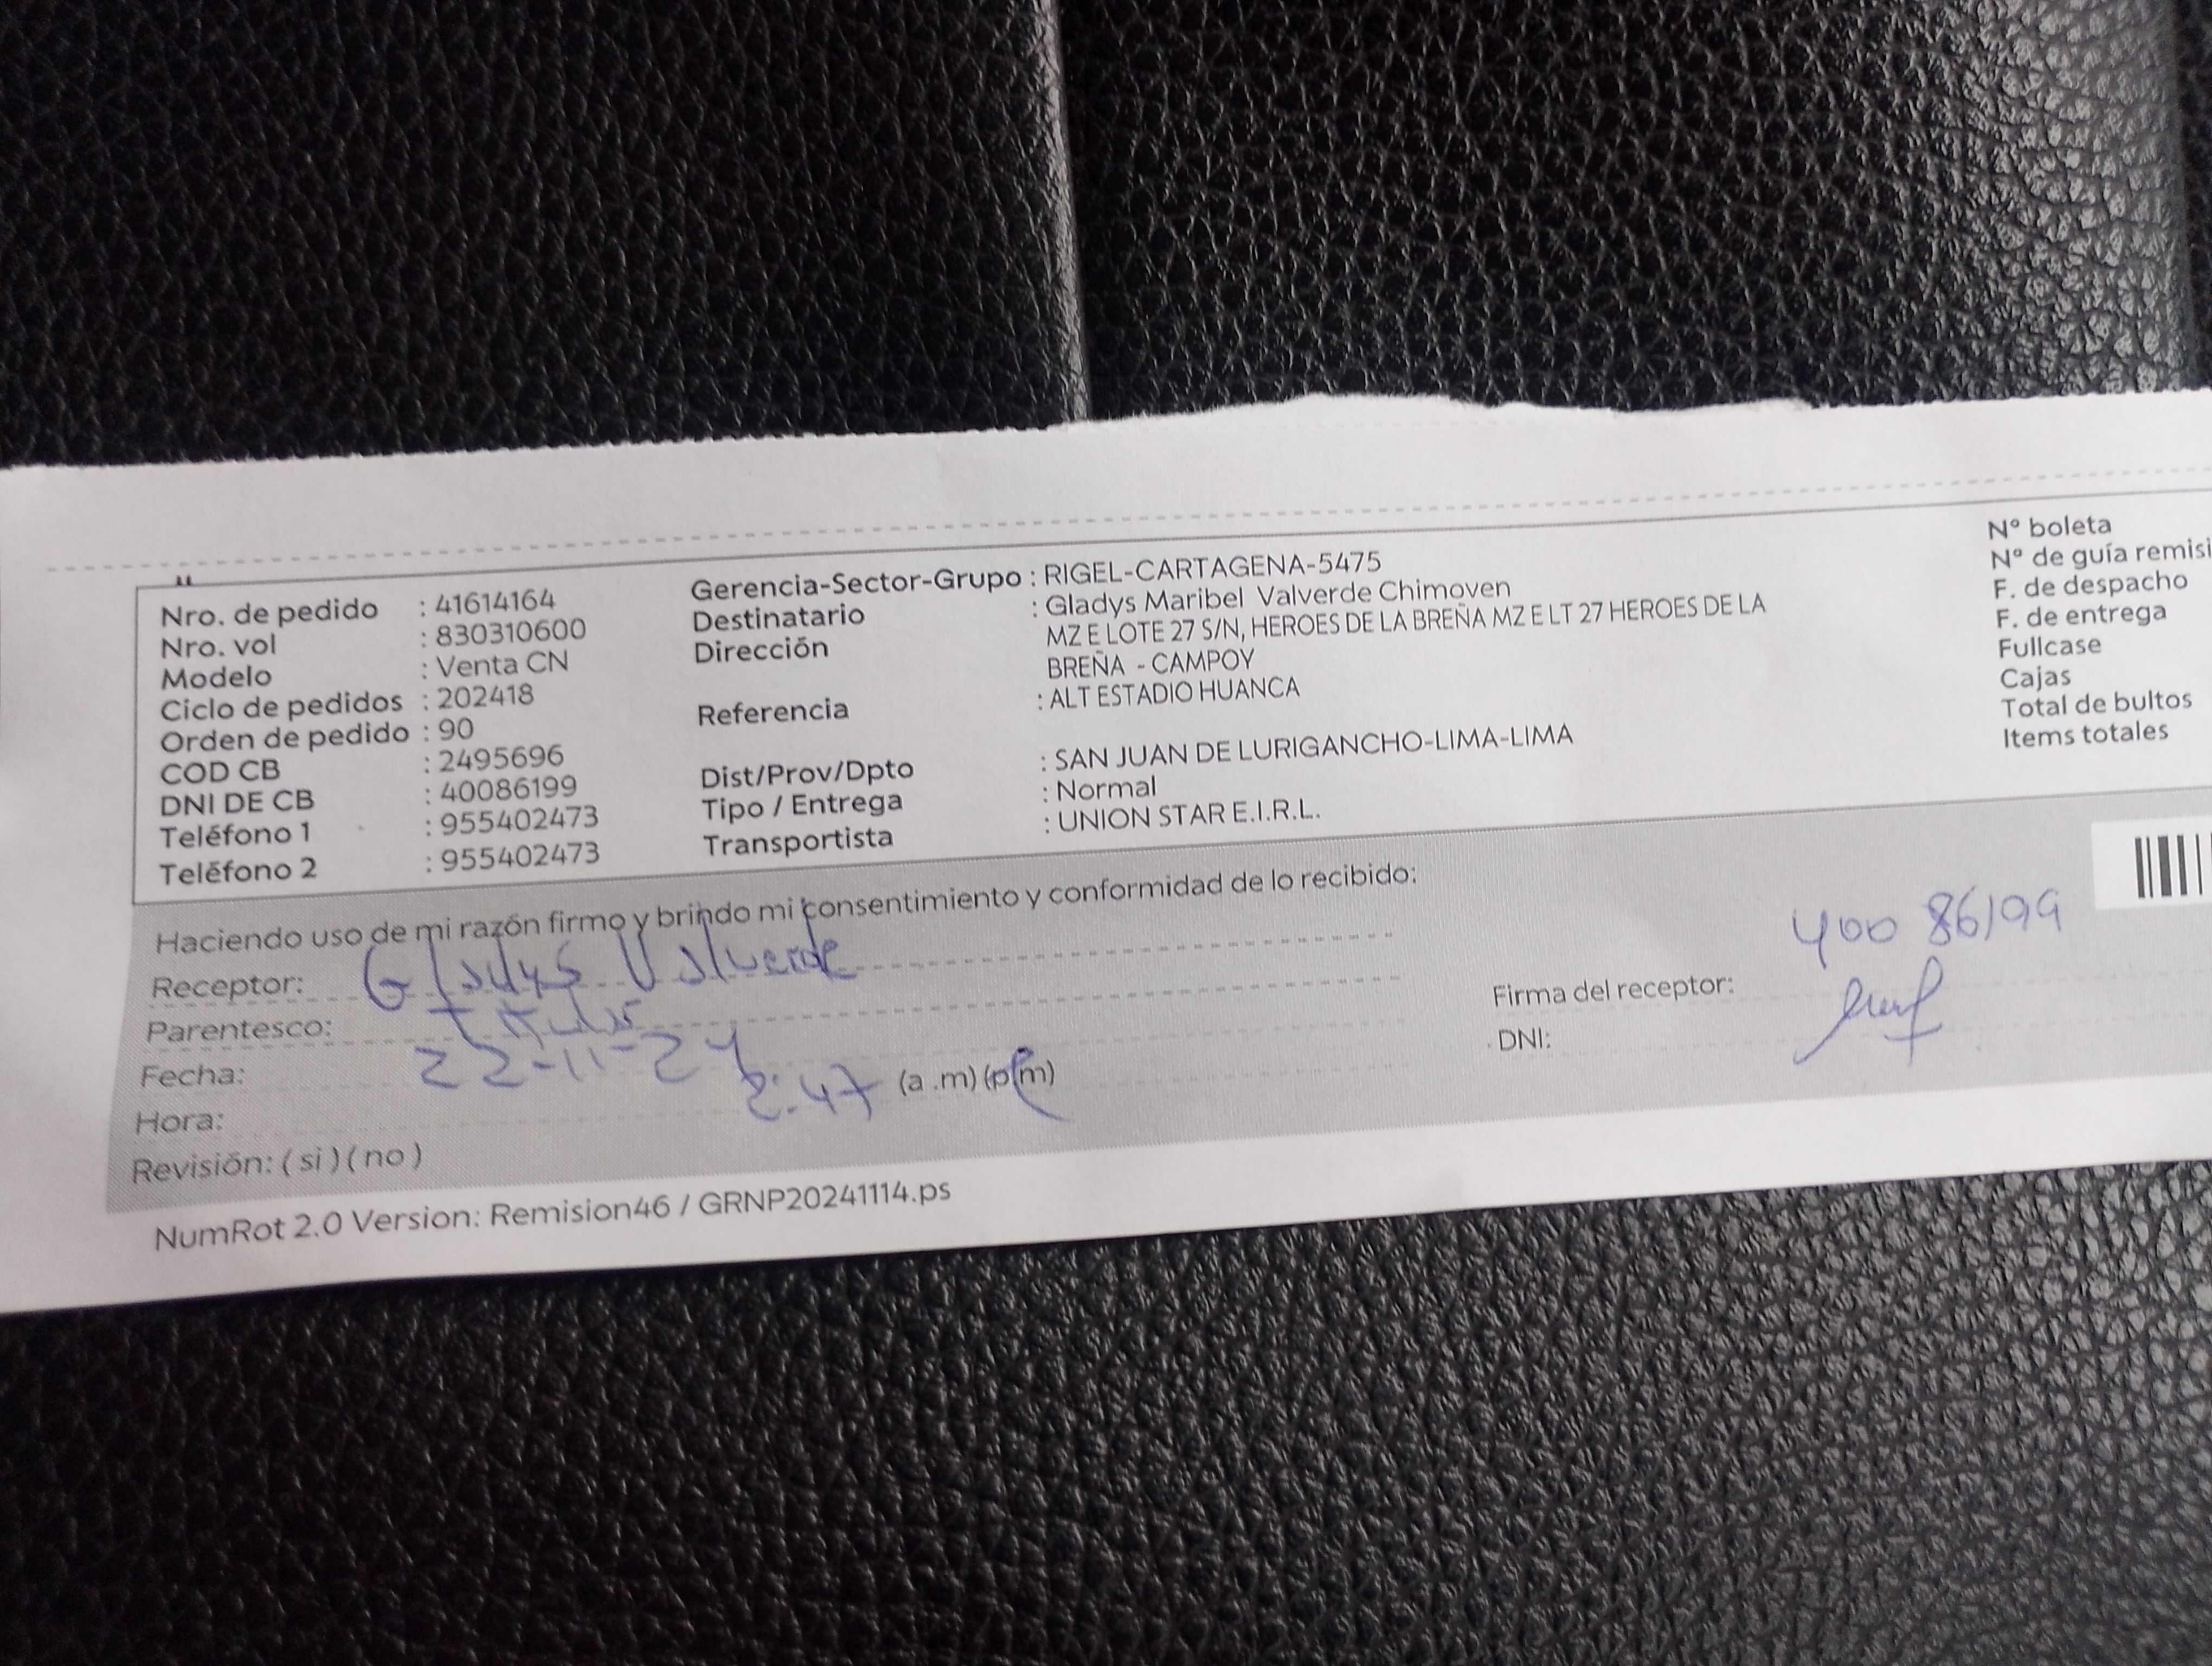 Nro. de pedido : 41614164
Nro. vol : 830310600
Modelo : Venta CN
Ciclo de pedidos : 202418
Orden de pedido : 90
COD CB : 2495696
DNI DE CB : 40086199
Teléfono 1 : 955402473
Teléfono 2 : 955402473
Gerencia-Sector-Grupo : RIGEL-CARTAGENA-5475
Destinatario : Gladys Maribel Valverde Chimoven
Dirección MZ E LOTE 27 S/N, HEROES DE LA BREÑA MZ E LT 27 HEROES DE LA
BREÑA - CAMPOY
Referencia : ALT ESTADIO HUANCA
Dist/Prov/Dpto : SAN JUAN DE LURIGANCHO-LIMA-LIMA
Tipo / Entrega : Normal
Transportista : UNION STAR E.I.R.L.
N° boleta
N° de guía remisi
F. de despacho
F. de entrega
Fullcase
Cajas
Total de bultos
Items totales
Haciendo uso de mi razón firmo y brindo mi consentimiento y conformidad de lo recibido:
Receptor: Gladys Valverde
Parentesco: titular
Fecha: 22-11-24
Hora: 2:47 (a .m) (p.m)
Revisión: ( si ) ( no )
40086199
Firma del receptor:
DNI:
NumRot 2.0 Version: Remision46 / GRNP20241114.ps